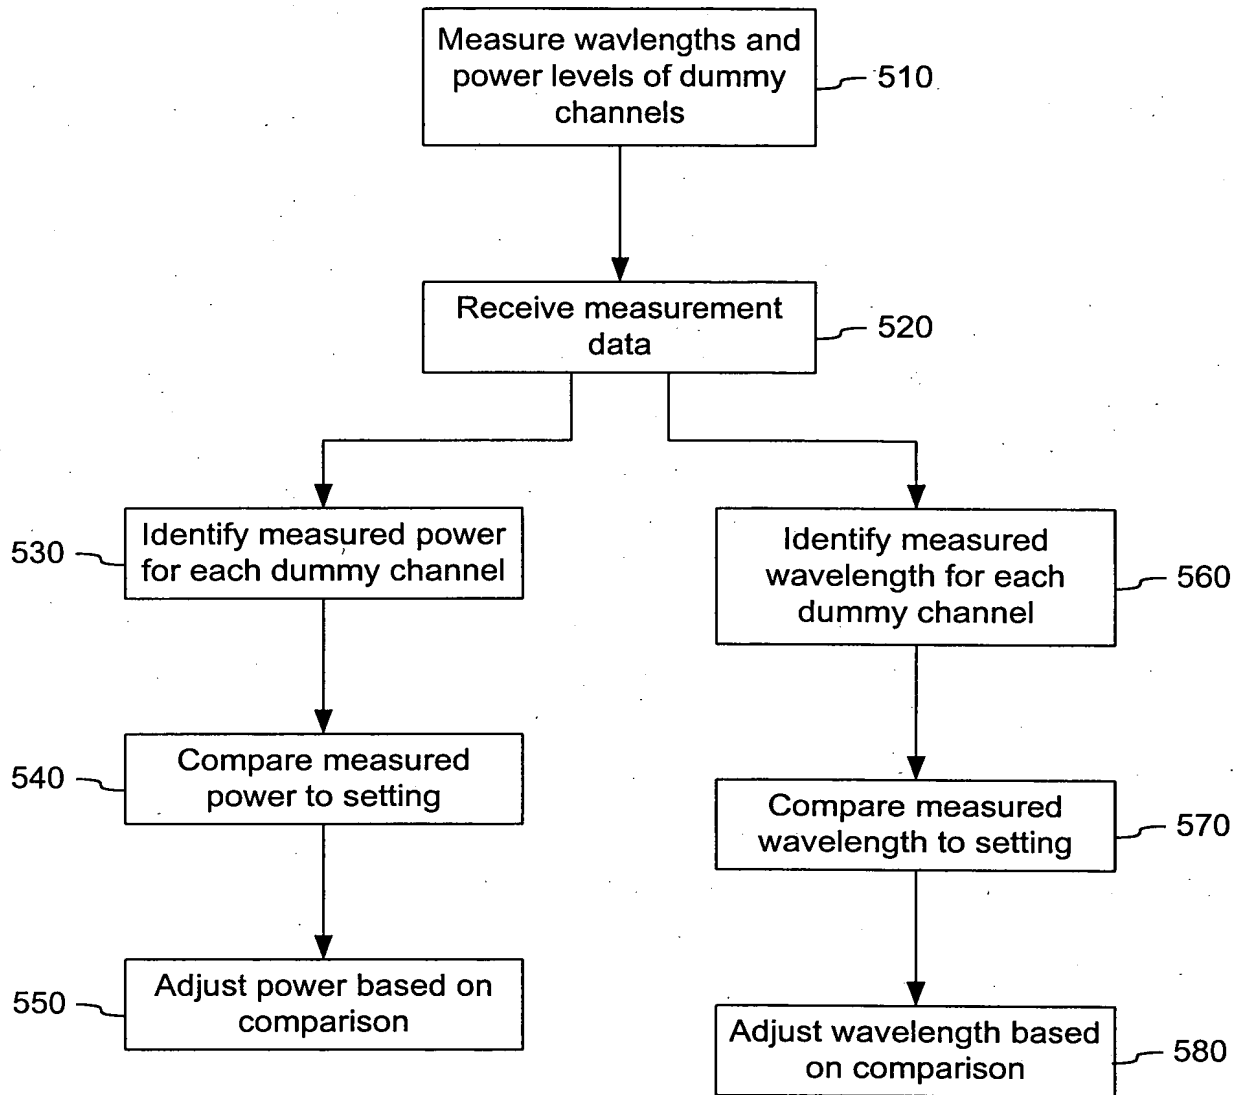 Measure wavlengths and
power levels of dummy
channels
510
Receive measurement
data
520
530
Identify measured power
for each dummy channel
540
Compare measured
power to setting
550
Adjust power based on
comparison
Identify measured
wavelength for each
dummy channel
560
Compare measured
wavelength to setting
570
Adjust wavelength based
on comparison
580